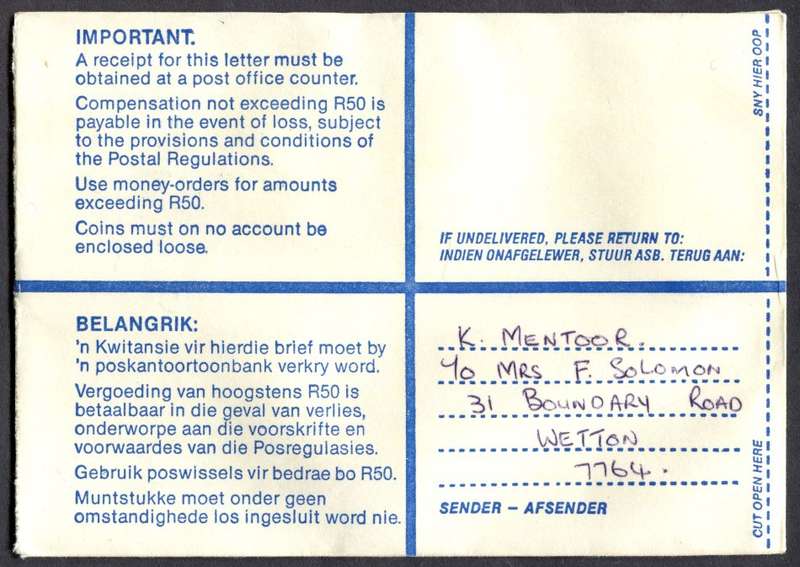 IMPORTANT.
A receipt for this letter must be
obtained at a post office counter.
Compensation not exceeding R50 is
payable in the event of loss, subject
to the provisions and conditions of
the Postal Regulations.
Use money-orders for amounts
exceeding R50.
Coins must on no account be
enclosed loose.
SNY HIER OOP
IF UNDELIVERED, PLEASE RETURN TO:
INDIEN ONAFGELEWER, STUUR ASB. TERUG AAN:
BELANGRIK:
'n Kwitansie vir hierdie brief moet by
'n poskantoortoonbank verkry word.
Vergoeding van hoogstens R50 is
betaalbaar in die geval van verlies,
onderworpe aan die voorskrifte en
voorwaardes van die Posregulasies.
Gebruik poswissels vir bedrae bo R50.
Muntstukke moet onder geen
omstandighede los ingesluit word nie.
K. MENTOOR.
c/o MRS F. SOLOMON
31 BOUNDARY ROAD
WETTON
7764.
SENDER – AFSENDER
CUT OPEN HERE